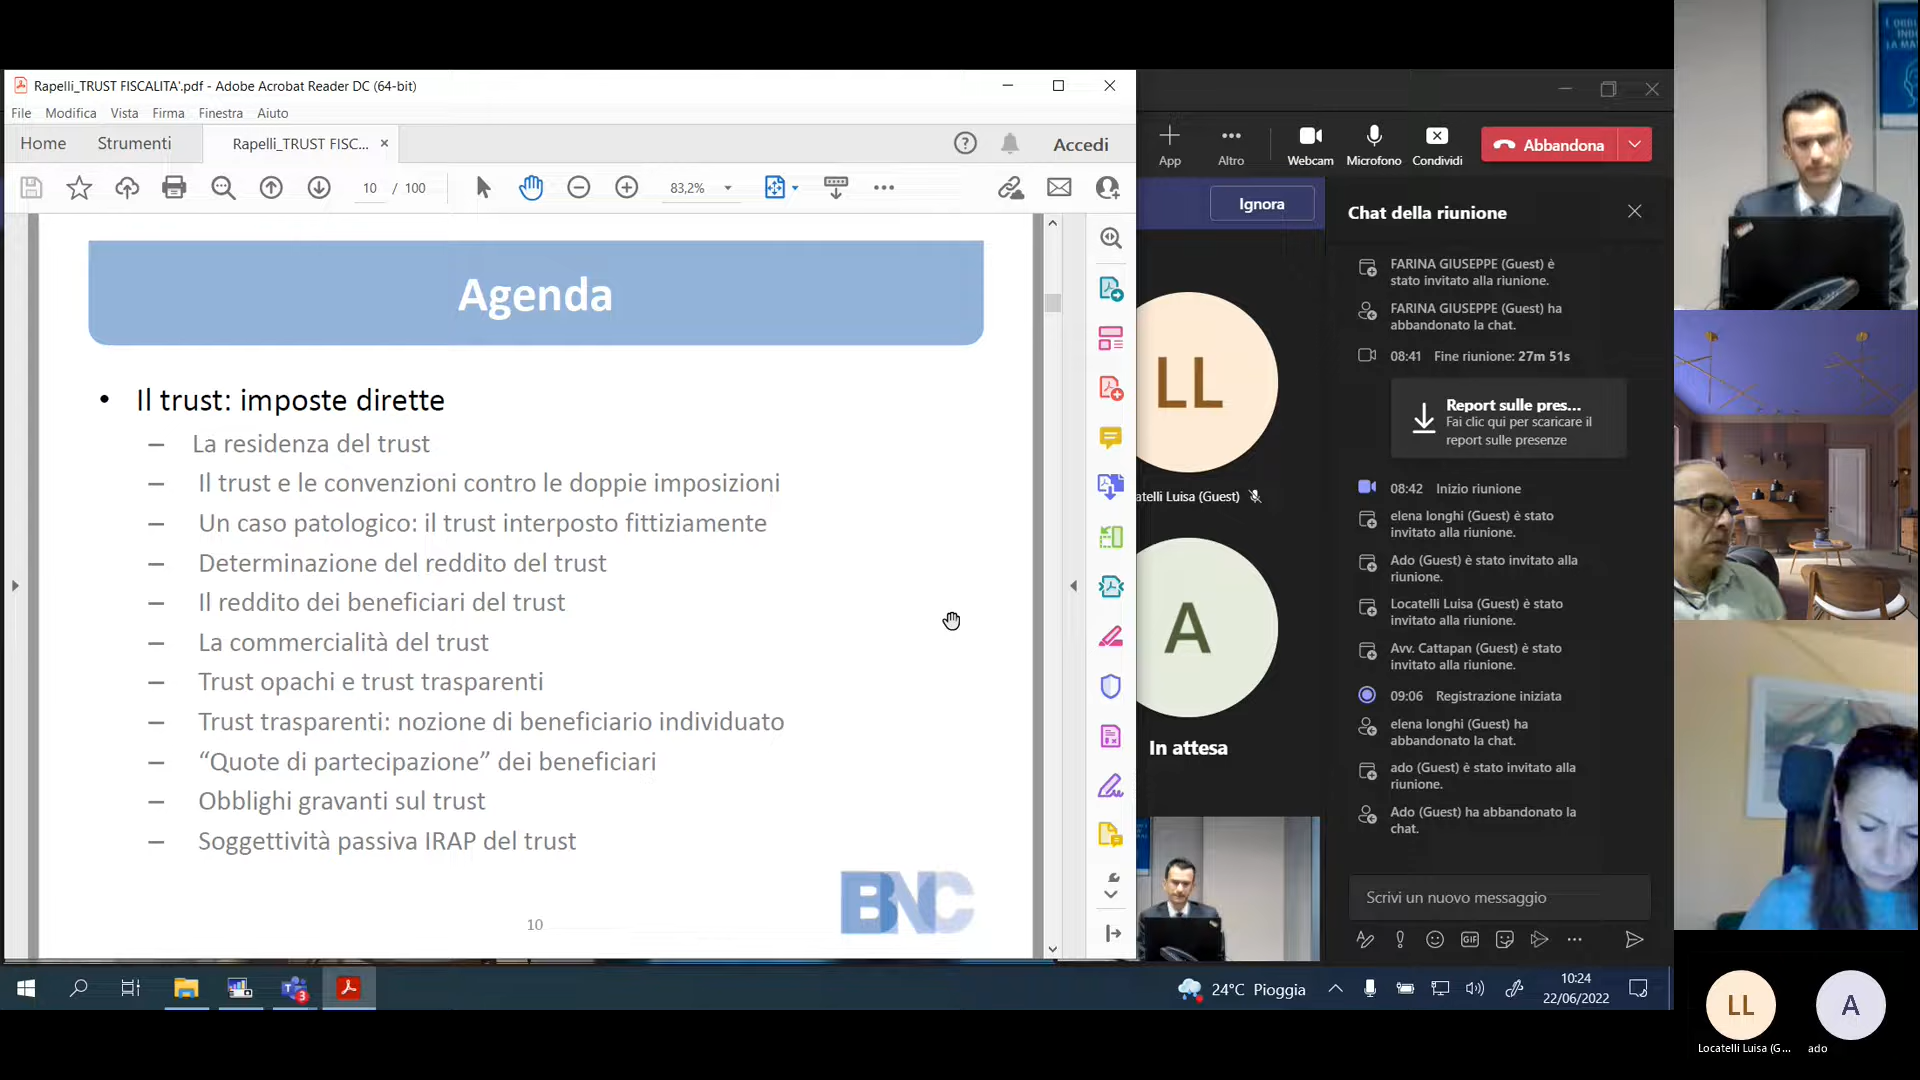 Rapelli_TRUST FISCALITA'.pdf - Adobe Acrobat Reader DC (64-bit)
File Modifica Vista Firma Finestra Aiuto
Home Strumenti Rapelli_TRUST FISC... × Accedi
10 / 100 83,2%
Agenda
• Il trust: imposte dirette
– La residenza del trust
– Il trust e le convenzioni contro le doppie imposizioni
– Un caso patologico: il trust interposto fittiziamente
– Determinazione del reddito del trust
– Il reddito dei beneficiari del trust
– La commercialità del trust
– Trust opachi e trust trasparenti
– Trust trasparenti: nozione di beneficiario individuato
– “Quote di partecipazione” dei beneficiari
– Obblighi gravanti sul trust
– Soggettività passiva IRAP del trust
10
BNC
App Altro Webcam Microfono Condividi Abbandona
Ignora
LL
atelli Luisa (Guest)
A
In attesa
Chat della riunione
FARINA GIUSEPPE (Guest) è
stato invitato alla riunione.
FARINA GIUSEPPE (Guest) ha
abbandonato la chat.
08:41 Fine riunione: 27m 51s
Report sulle pres...
Fai clic qui per scaricare il
report sulle presenze
08:42 Inizio riunione
elena longhi (Guest) è stato
invitato alla riunione.
Ado (Guest) è stato invitato alla
riunione.
Locatelli Luisa (Guest) è stato
invitato alla riunione.
Avv. Cattapan (Guest) è stato
invitato alla riunione.
09:06 Registrazione iniziata
elena longhi (Guest) ha
abbandonato la chat.
ado (Guest) è stato invitato alla
riunione.
Ado (Guest) ha abbandonato la
chat.
Scrivi un nuovo messaggio
GIF
3
24°C Pioggia
10:24
22/06/2022
LL
Locatelli Luisa (G...
A
ado